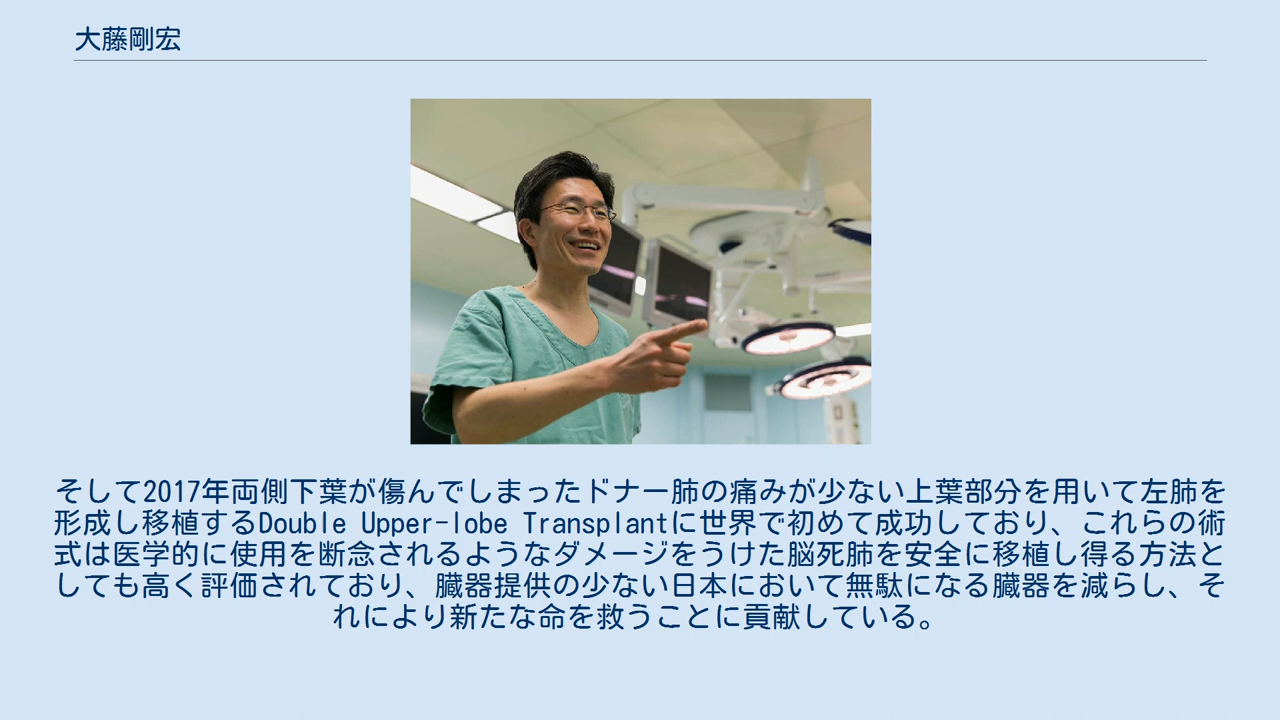 大藤剛宏
そして2017年両側下葉が傷んでしまったドナー肺の痛みが少ない上葉部分を用いて左肺を
形成し移植するDouble Upper-lobe Transplantに世界で初めて成功しており、これらの術
式は医学的に使用を断念されるようなダメージをうけた脳死肺を安全に移植し得る方法と
しても高く評価されており、臓器提供の少ない日本において無駄になる臓器を減らし、そ
れにより新たな命を救うことに貢献している。